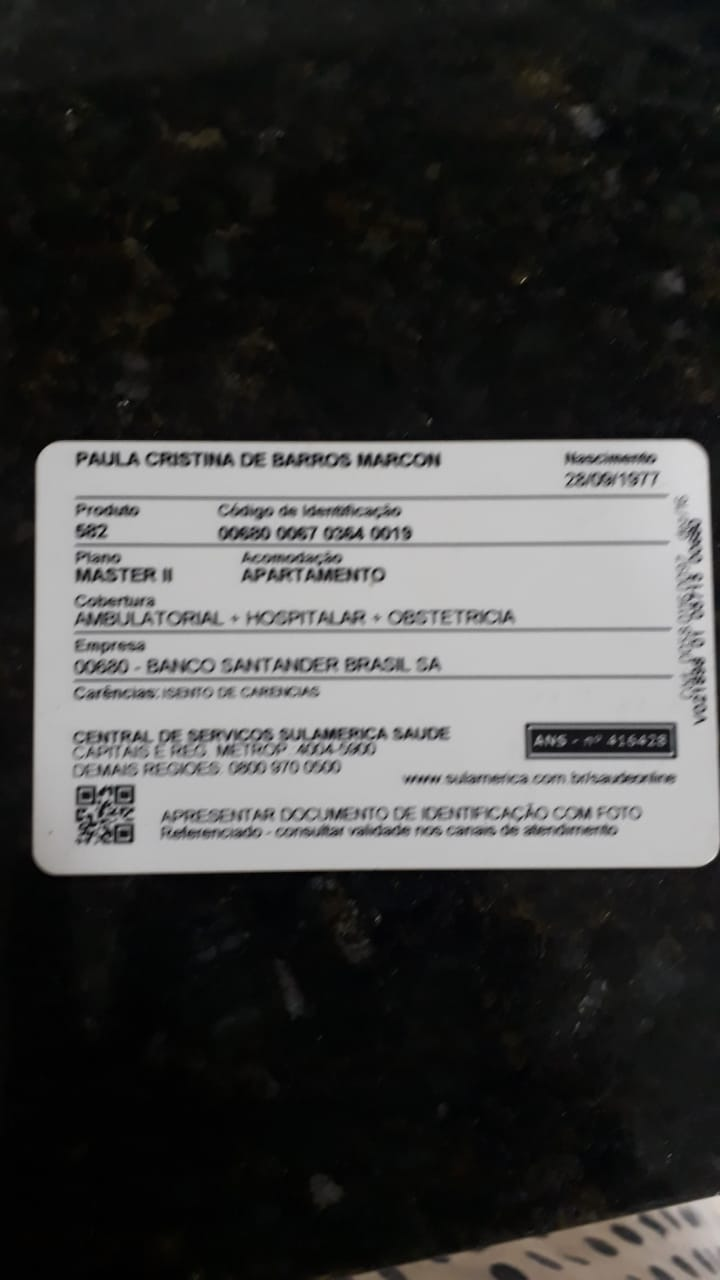 PAULA CRISTINA DE BARROS MARCON
Nascimento
28/09/1977
Produto Código de Identificação
582 00680 0067 0364 0019
Plano Acomodação
MASTER II APARTAMENTO
Cobertura
AMBULATORIAL + HOSPITALAR + OBSTETRICIA
Empresa
00680 - BANCO SANTANDER BRASIL SA
Carências: ISENTO DE CARENCIAS
CENTRAL DE SERVIÇOS SULAMERICA SAUDE
CAPITAIS E REG. METROP. 4004-5900
DEMAIS REGIOES: 0800 970 0500
ANS - nº 416428
www.sulamerica.com.br/saudeonline
APRESENTAR DOCUMENTO DE IDENTIFICAÇÃO COM FOTO
Referenciado - consultar validade nos canais de atendimento